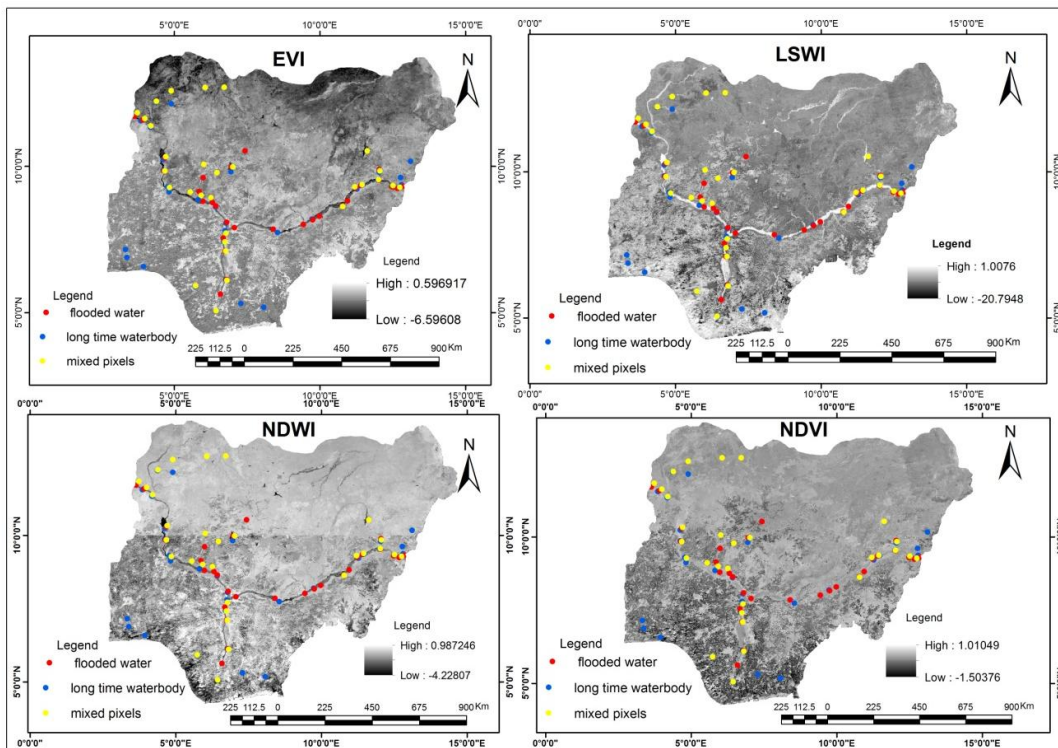 5°0'0"E 10°0'0"E 15°0'0"E
EVI
N
10°0'0"N
5°0'0"N
Legend
High : 0.596917
Low : -6.59608
Legend
flooded water
long time waterbody
mixed pixels
225 112.5 0 225 450 675 900 Km
0°0'0" 5°0'0"E 10°0'0"E 15°0'0"E
LSWI
N
10°0'0"N
5°0'0"N
Legend
High : 1.0076
Low : -20.7948
Legend
flooded water
long time waterbody
mixed pixels
225 112.5 0 225 450 675 900 Km
0°0'0" 5°0'0"E 10°0'0"E 15°0'0"E
NDWI
N
10°0'0"N
5°0'0"N
Legend
High : 0.987246
Low : -4.22807
Legend
flooded water
long time waterbody
mixed pixels
225 112.5 0 225 450 675 900 Km
0°0'0" 5°0'0"E 10°0'0"E 15°0'0"E
NDVI
N
10°0'0"N
5°0'0"N
Legend
High : 1.01049
Low : -1.50376
Legend
flooded water
long time waterbody
mixed pixels
225 112.5 0 225 450 675 900 Km
0°0'0" 5°0'0"E 10°0'0"E 15°0'0"E
0°0'0" 5°0'0"E 10°0'0"E 15°0'0"E